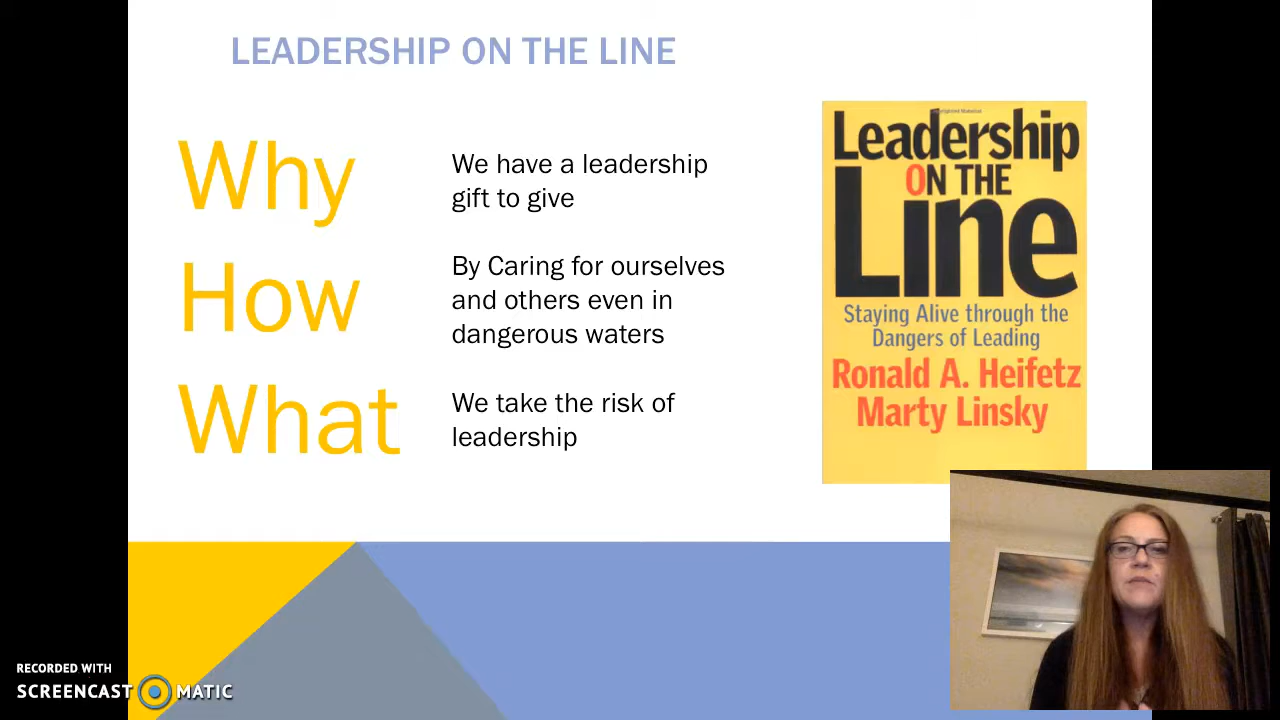 LEADERSHIP ON THE LINE
Why
We have a leadership
gift to give
How
By Caring for ourselves
and others even in
dangerous waters
What
We take the risk of
leadership
Leadership
ON THE
Line
Staying Alive through the
Dangers of Leading
Ronald A. Heifetz
Marty Linsky
RECORDED WITH
SCREENCAST MATIC